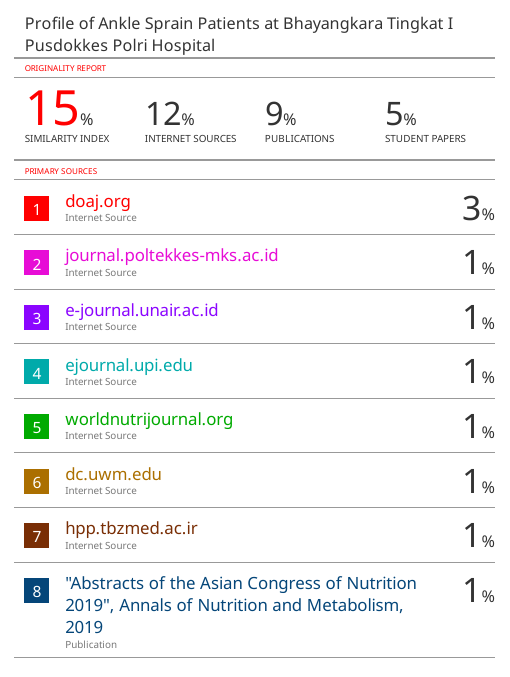 Profile of Ankle Sprain Patients at Bhayangkara Tingkat I
Pusdokkes Polri Hospital
ORIGINALITY REPORT
15% 12% 9% 5%
SIMILARITY INDEX INTERNET SOURCES PUBLICATIONS STUDENT PAPERS
PRIMARY SOURCES
1 doaj.org 3%
Internet Source
2 journal.poltekkes-mks.ac.id 1%
Internet Source
3 e-journal.unair.ac.id 1%
Internet Source
4 ejournal.upi.edu 1%
Internet Source
5 worldnutrijournal.org 1%
Internet Source
6 dc.uwm.edu 1%
Internet Source
7 hpp.tbzmed.ac.ir 1%
Internet Source
8 "Abstracts of the Asian Congress of Nutrition 1%
2019", Annals of Nutrition and Metabolism,
2019
Publication